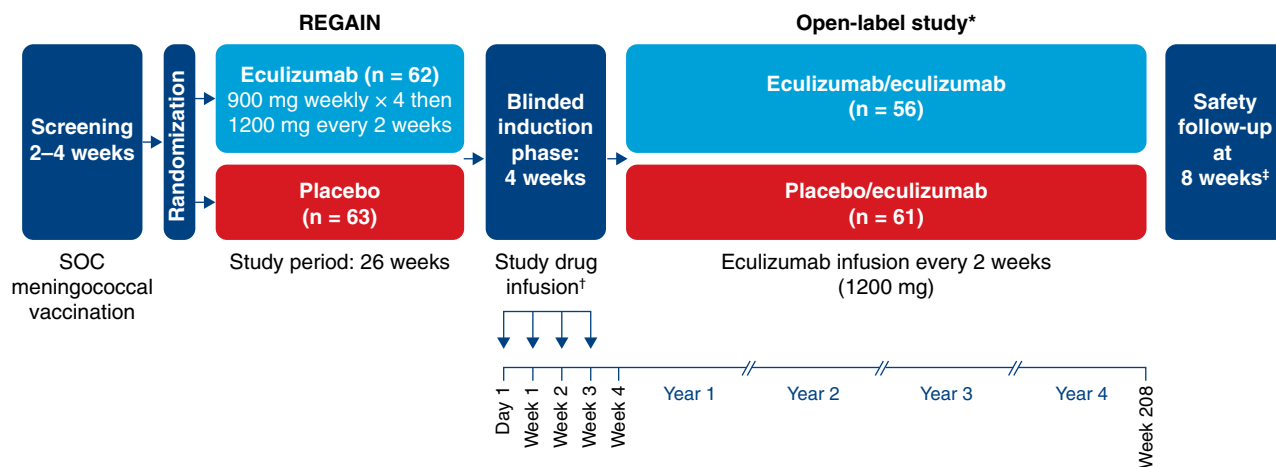 REGAIN
Open-label study*
Screening
2–4 weeks
Randomization
Eculizumab (n = 62)
900 mg weekly × 4 then
1200 mg every 2 weeks
Placebo
(n = 63)
Blinded
induction
phase:
4 weeks
Eculizumab/eculizumab
(n = 56)
Placebo/eculizumab
(n = 61)
Safety
follow-up
at
8 weeks‡
SOC
meningococcal
vaccination
Study period: 26 weeks
Study drug
infusion†
Eculizumab infusion every 2 weeks
(1200 mg)
Day 1
Week 1
Week 2
Week 3
Week 4
Year 1
Year 2
Year 3
Year 4
Week 208